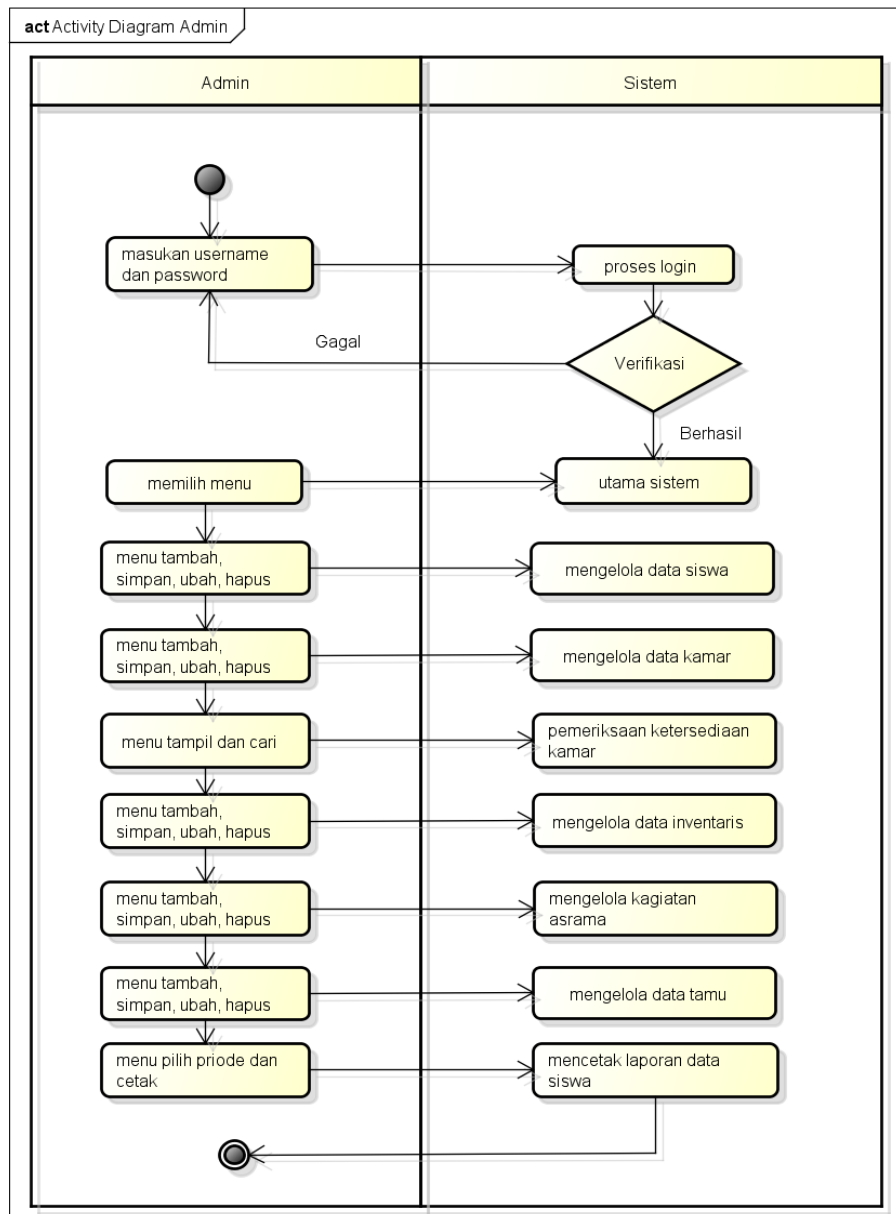 act Activity Diagram Admin
Admin
Sistem
masukan username
dan password
proses login
Gagal
Verifikasi
Berhasil
memilih menu
utama sistem
menu tambah,
simpan, ubah, hapus
mengelola data siswa
menu tambah,
simpan, ubah, hapus
mengelola data kamar
menu tampil dan cari
pemeriksaan ketersediaan
kamar
menu tambah,
simpan, ubah, hapus
mengelola data inventaris
menu tambah,
simpan, ubah, hapus
mengelola kagiatan
asrama
menu tambah,
simpan, ubah, hapus
mengelola data tamu
menu pilih priode dan
cetak
mencetak laporan data
siswa